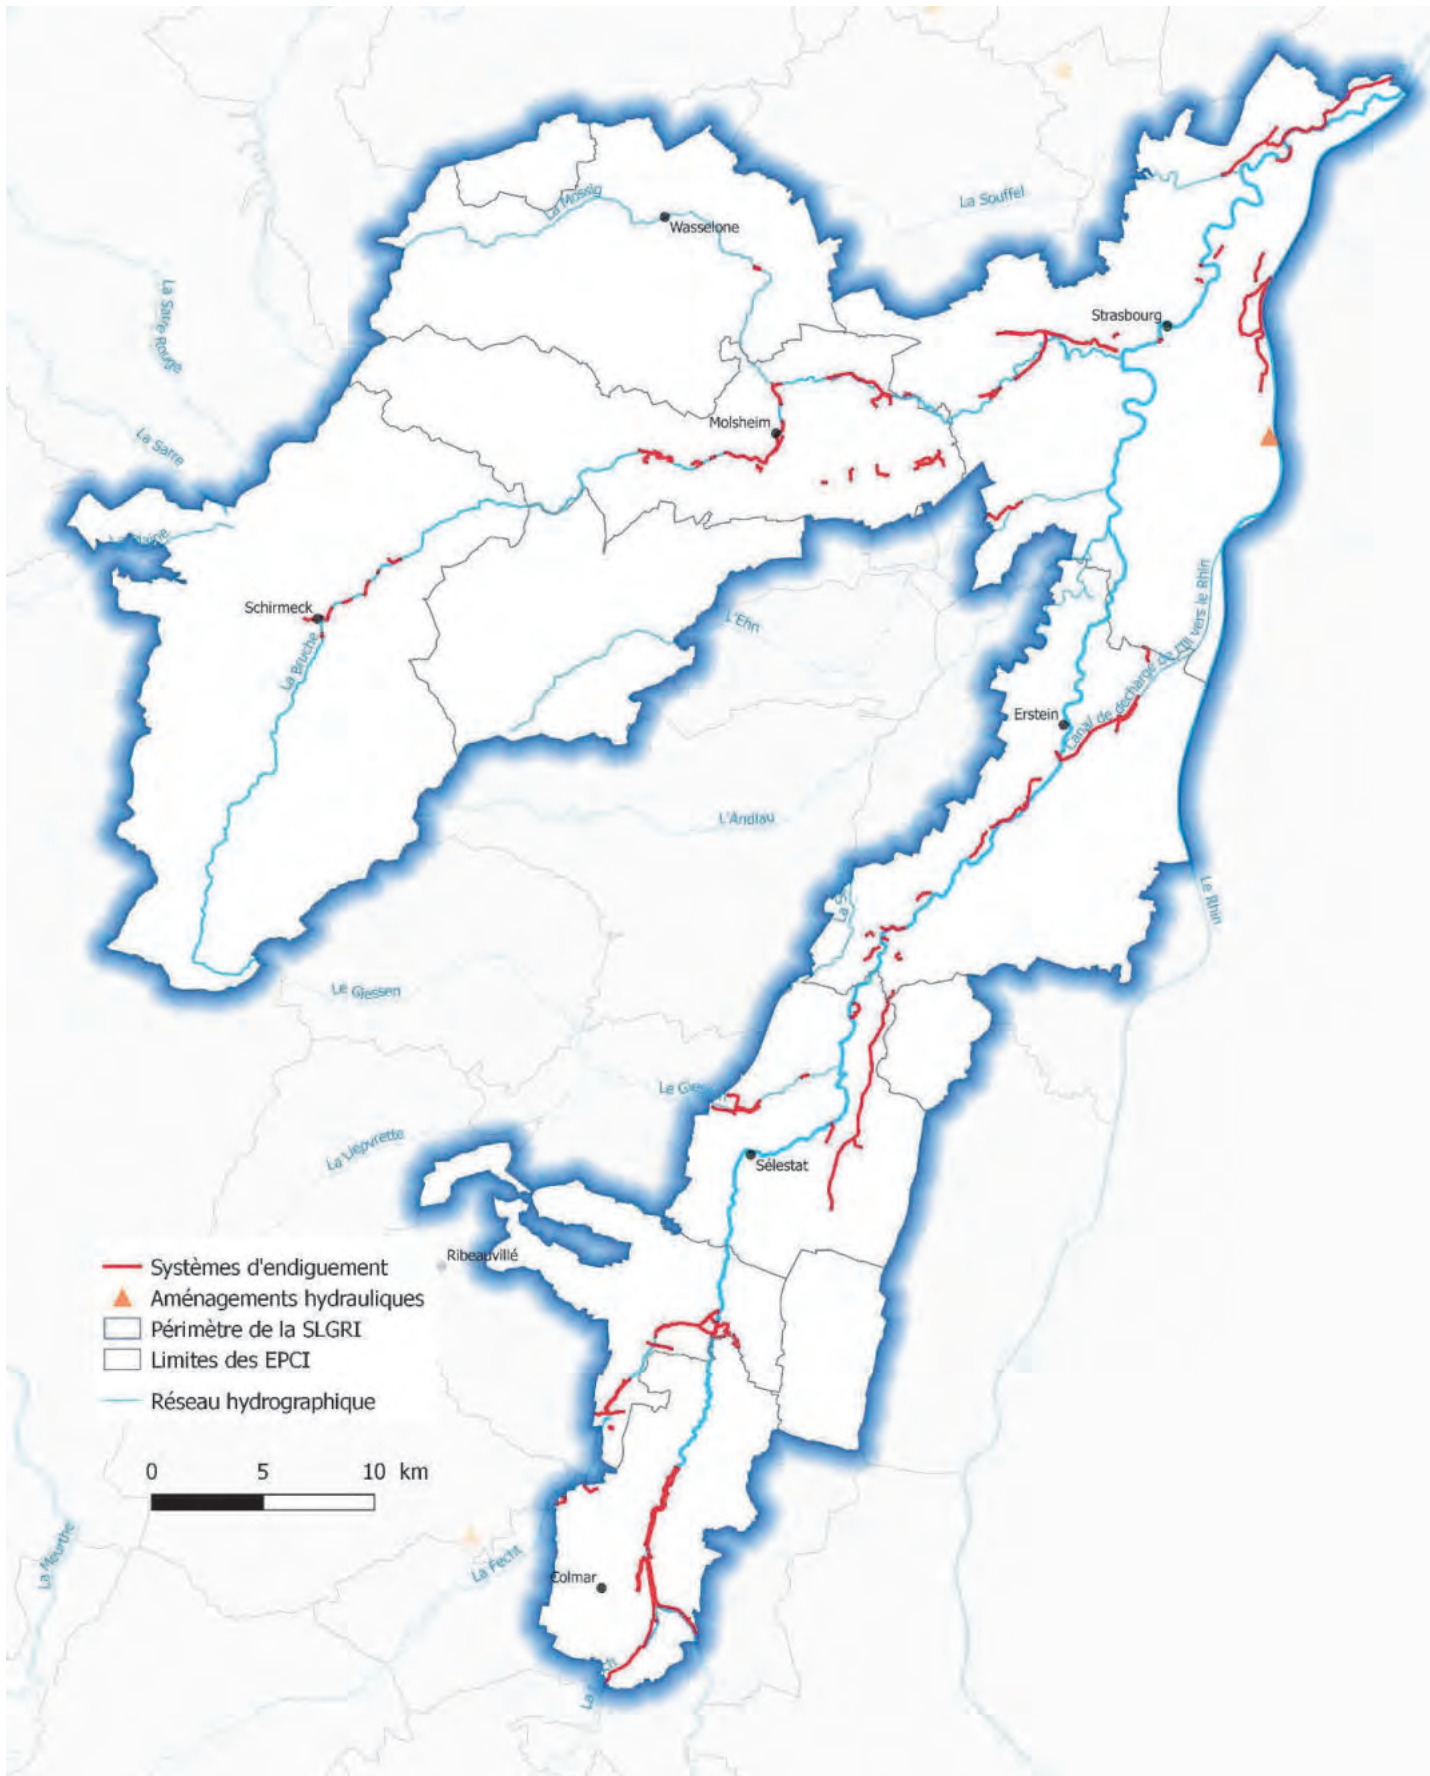 La Mossig
Wasselone
La Souffel
La Sarre Rouge
Strasbourg
La Sarre
Molsheim
Schirmeck
La Bruche
L'Ehn
Canal de décharge de l'Ill vers le Rhin
Erstein
L'Andlau
Le Rhin
Le Giessen
La Liepvrette
Sélestat
Ribeauvillé
Systèmes d'endiguement
Aménagements hydrauliques
Périmètre de la SLGRI
Limites des EPCI
Réseau hydrographique
0 5 10 km
La Meurthe
La Fecht
Colmar